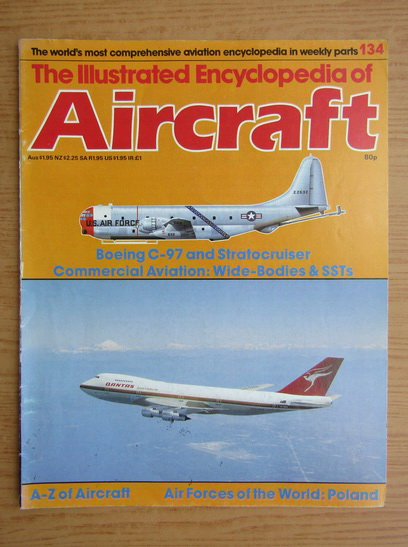 The world's most comprehensive aviation encyclopedia in weekly parts 134
The Illustrated Encyclopedia of
Aircraft
Aus $1.95 NZ $2.25 SA R1.95 US $1.95 IR £1 80p
U.S. AIR FORCE
Boeing C-97 and Stratocruiser
Commercial Aviation: Wide-Bodies & SSTs
QANTAS
A-Z of Aircraft Air Forces of the World: Poland